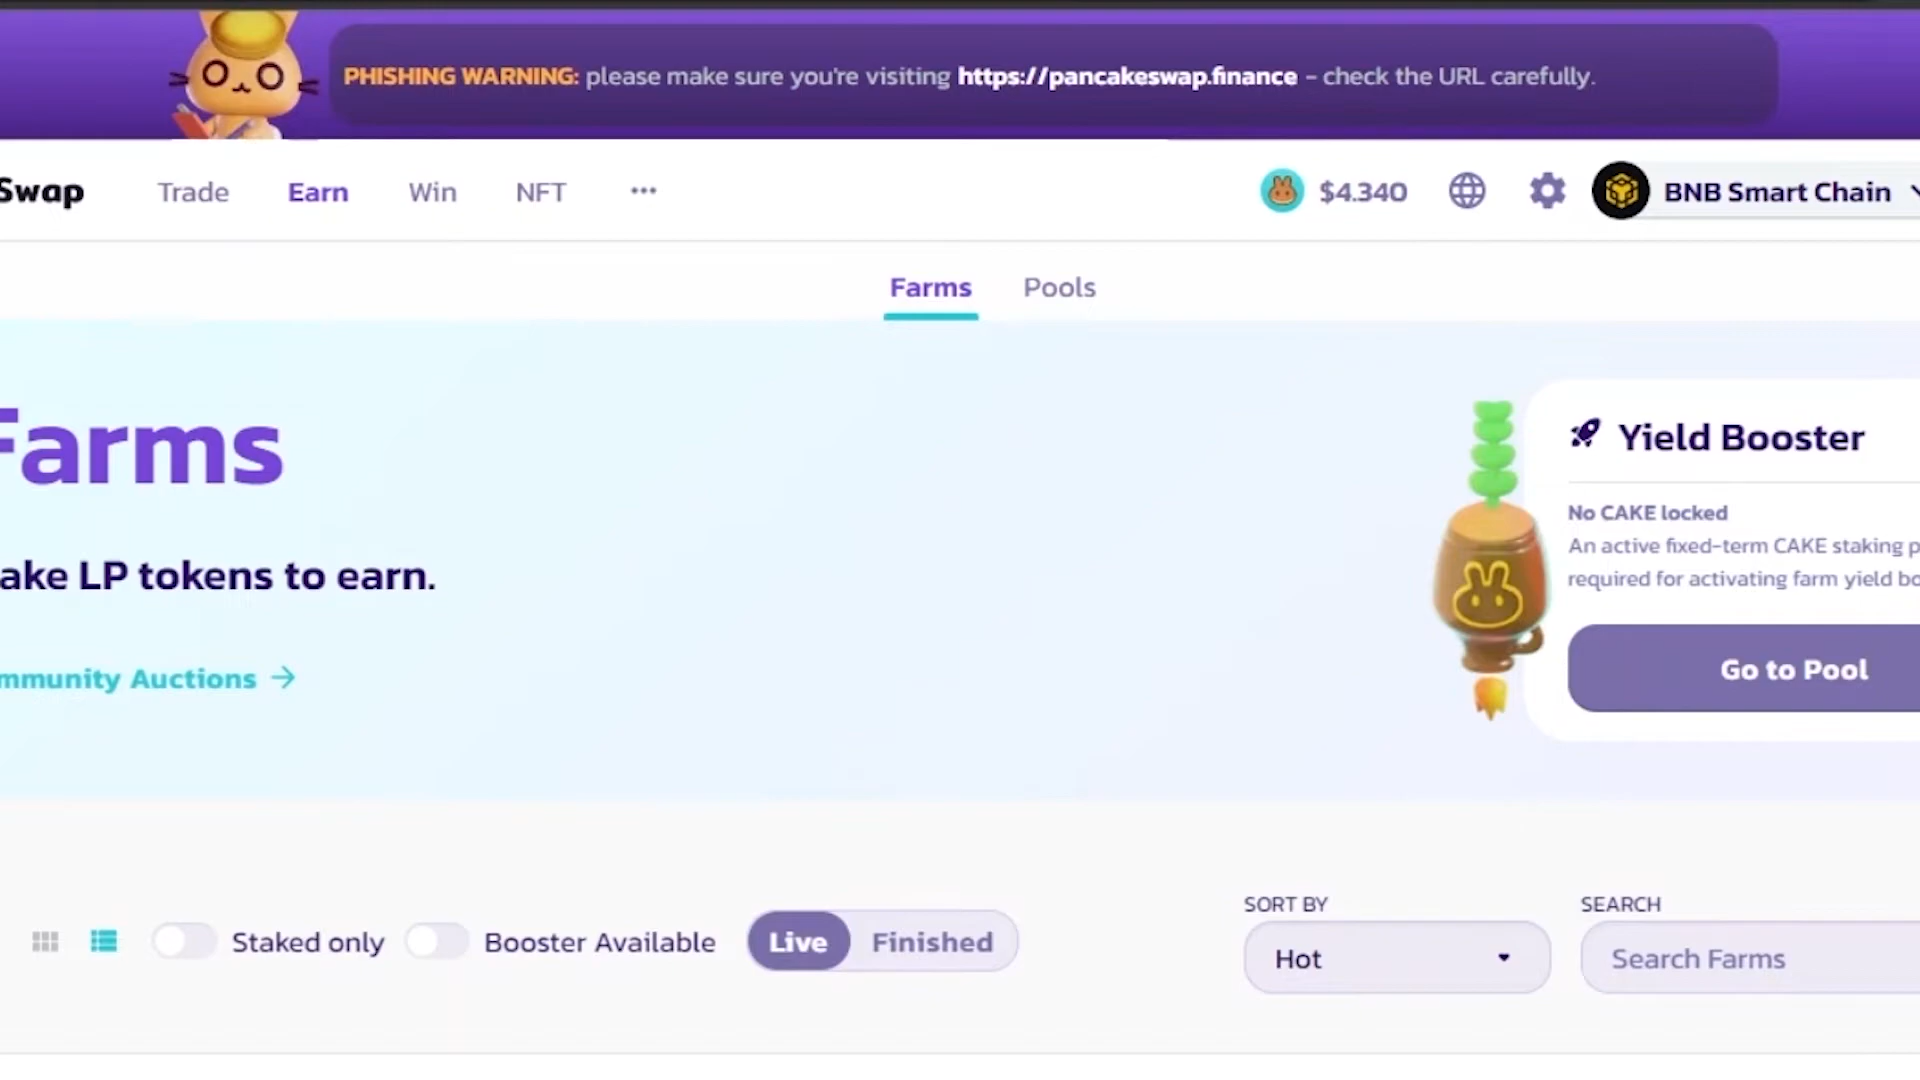 PHISHING WARNING: please make sure you're visiting https://pancakeswap.finance - check the URL carefully.
Swap Trade Earn Win NFT ··· $4.340 BNB Smart Chain
Farms Pools
Farms
ake LP tokens to earn.
mmunity Auctions →
Yield Booster
No CAKE locked
An active fixed-term CAKE staking p
required for activating farm yield bo
Go to Pool
Staked only Booster Available Live Finished
SORT BY
Hot
SEARCH
Search Farms